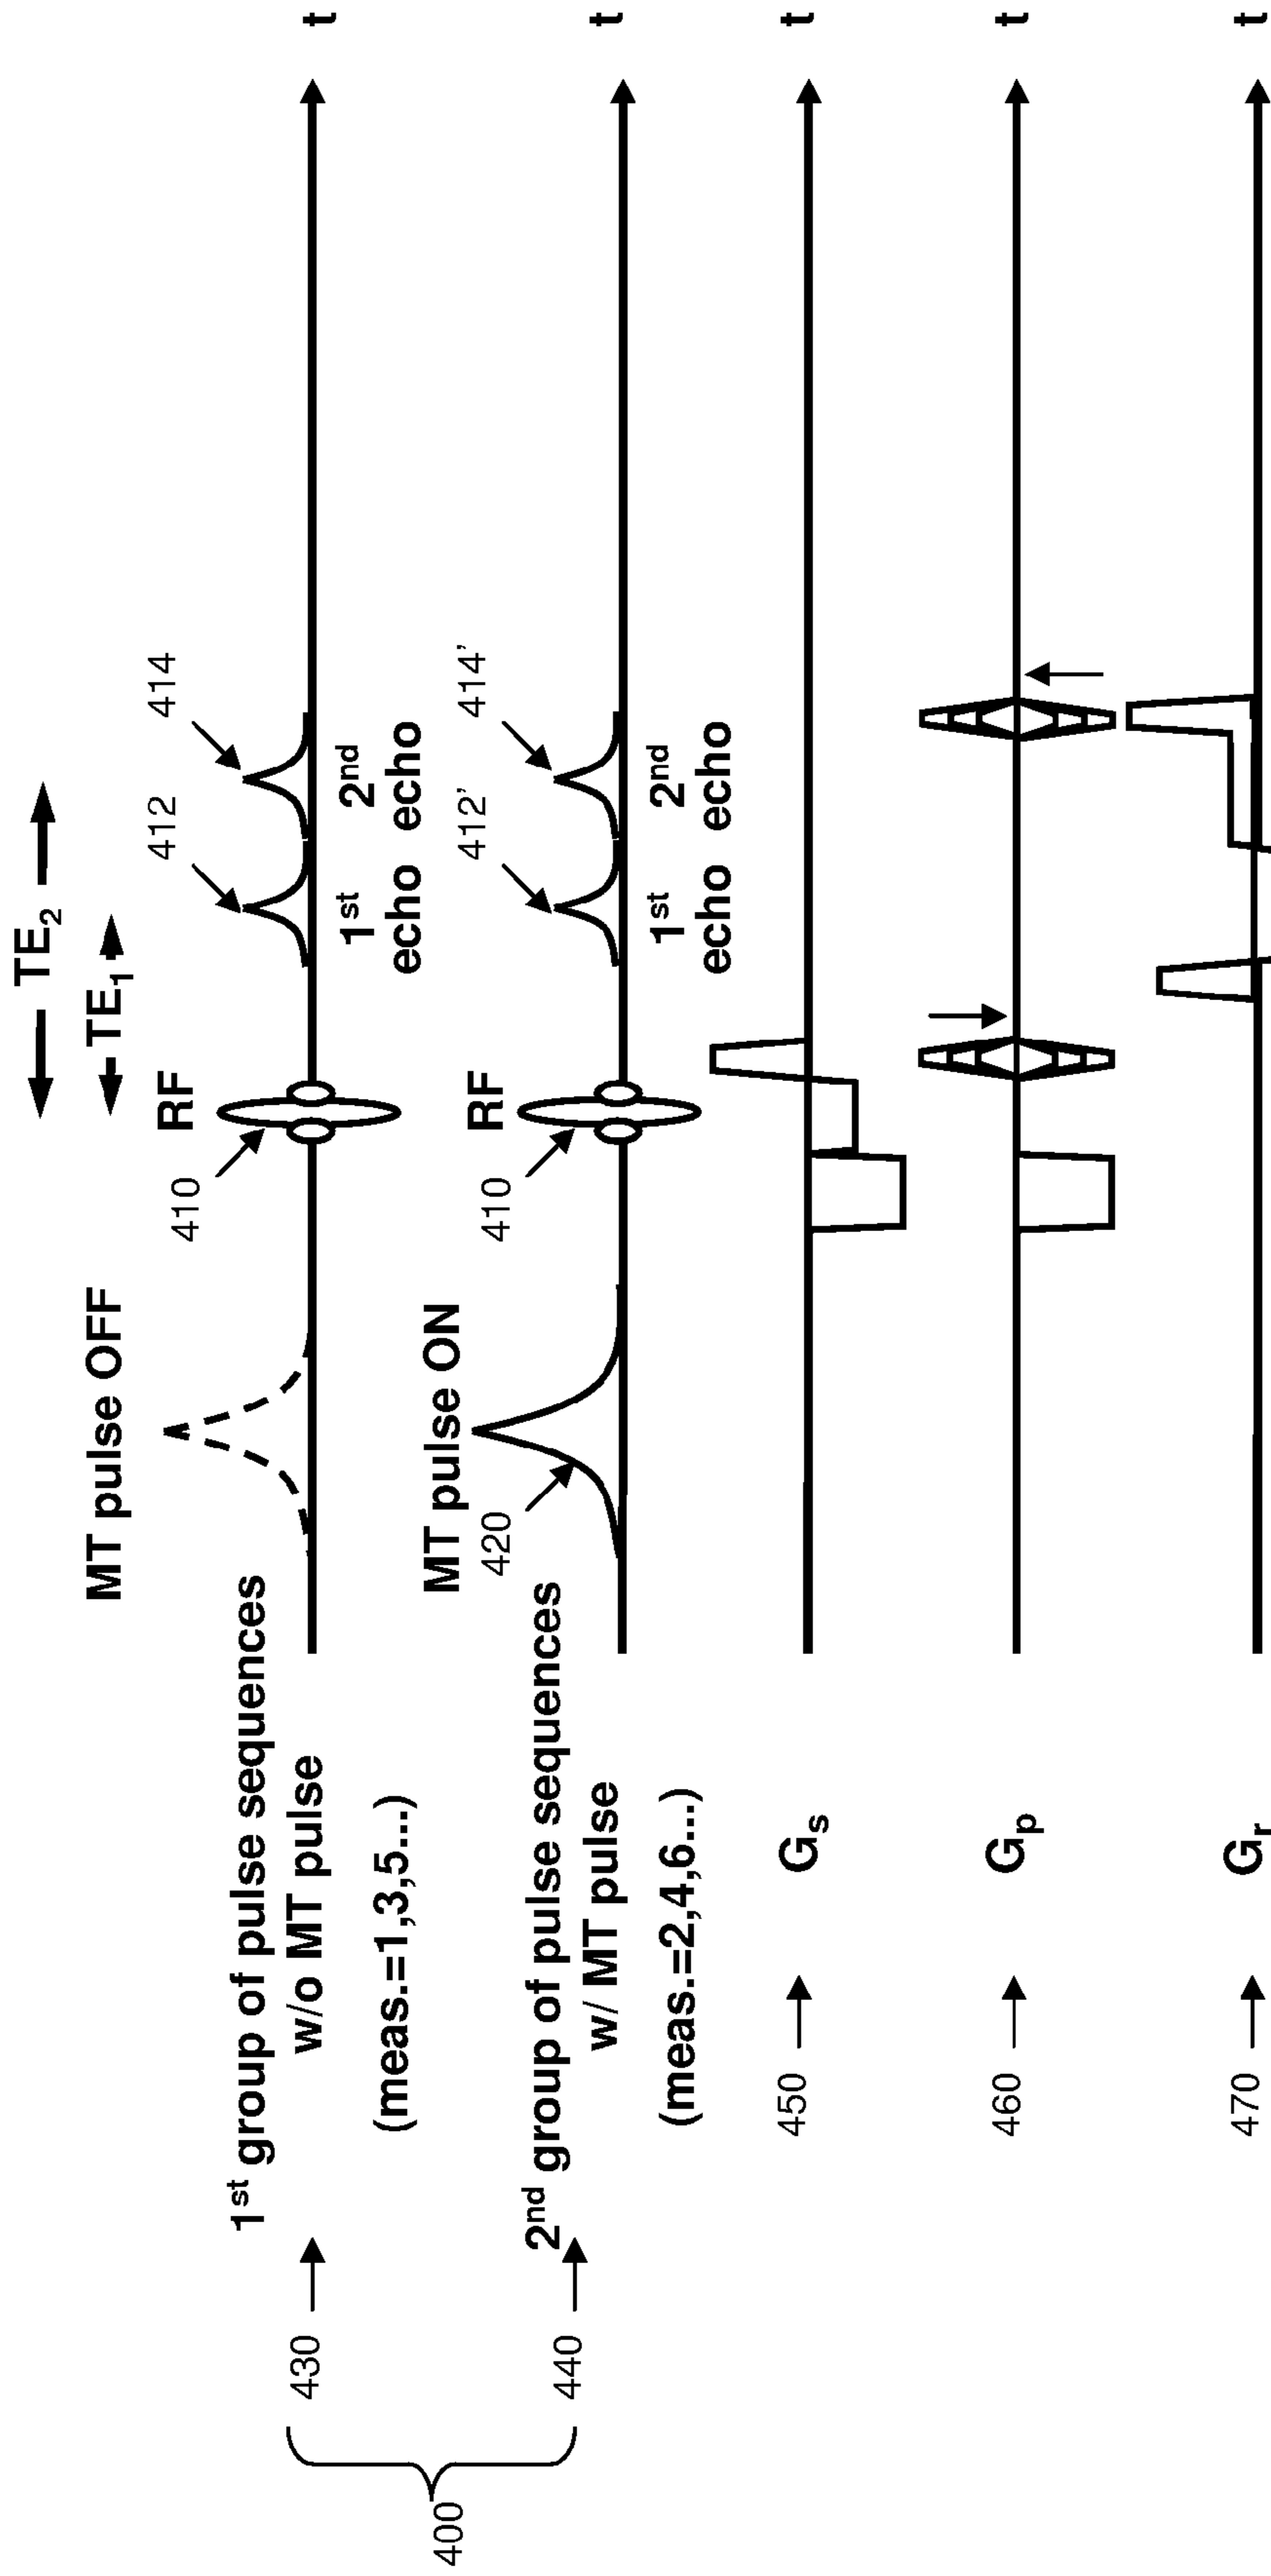 TE2
TE1
MT pulse OFF
RF
410
412
414
t
1st group of pulse sequences
w/o MT pulse
(meas.=1,3,5...)
1st echo
2nd echo
430
400
MT pulse ON
420
RF
410
412'
414'
t
440
2nd group of pulse sequences
w/ MT pulse
(meas.=2,4,6...)
1st echo
2nd echo
450
Gs
t
460
Gp
t
470
Gr
t